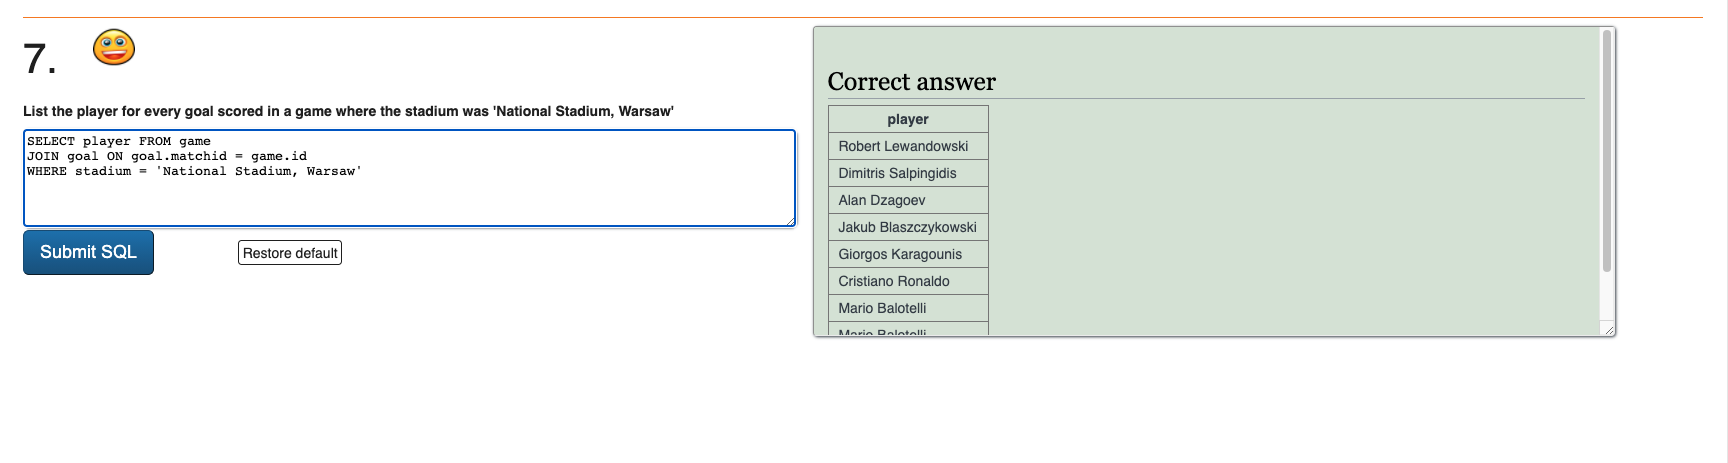 7.
List the player for every goal scored in a game where the stadium was 'National Stadium, Warsaw'
SELECT player FROM game
JOIN goal ON goal.matchid = game.id
WHERE stadium = 'National Stadium, Warsaw'
Submit SQL
Restore default
Correct answer
player
Robert Lewandowski
Dimitris Salpingidis
Alan Dzagoev
Jakub Blaszczykowski
Giorgos Karagounis
Cristiano Ronaldo
Mario Balotelli
Mario Balotelli